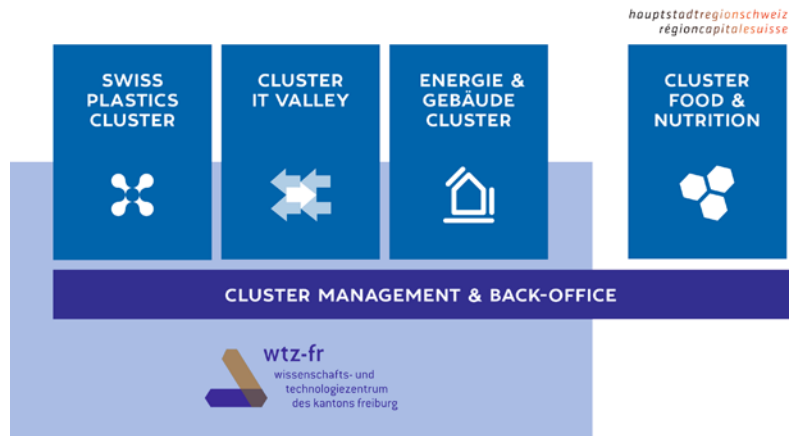 hauptstadtregionschweiz
régioncapitalesuisse
SWISS
PLASTICS
CLUSTER
CLUSTER
IT VALLEY
ENERGIE &
GEBÄUDE
CLUSTER
CLUSTER
FOOD &
NUTRITION
CLUSTER MANAGEMENT & BACK-OFFICE
wtz-fr
wissenschafts- und
technologiezentrum
des kantons freiburg